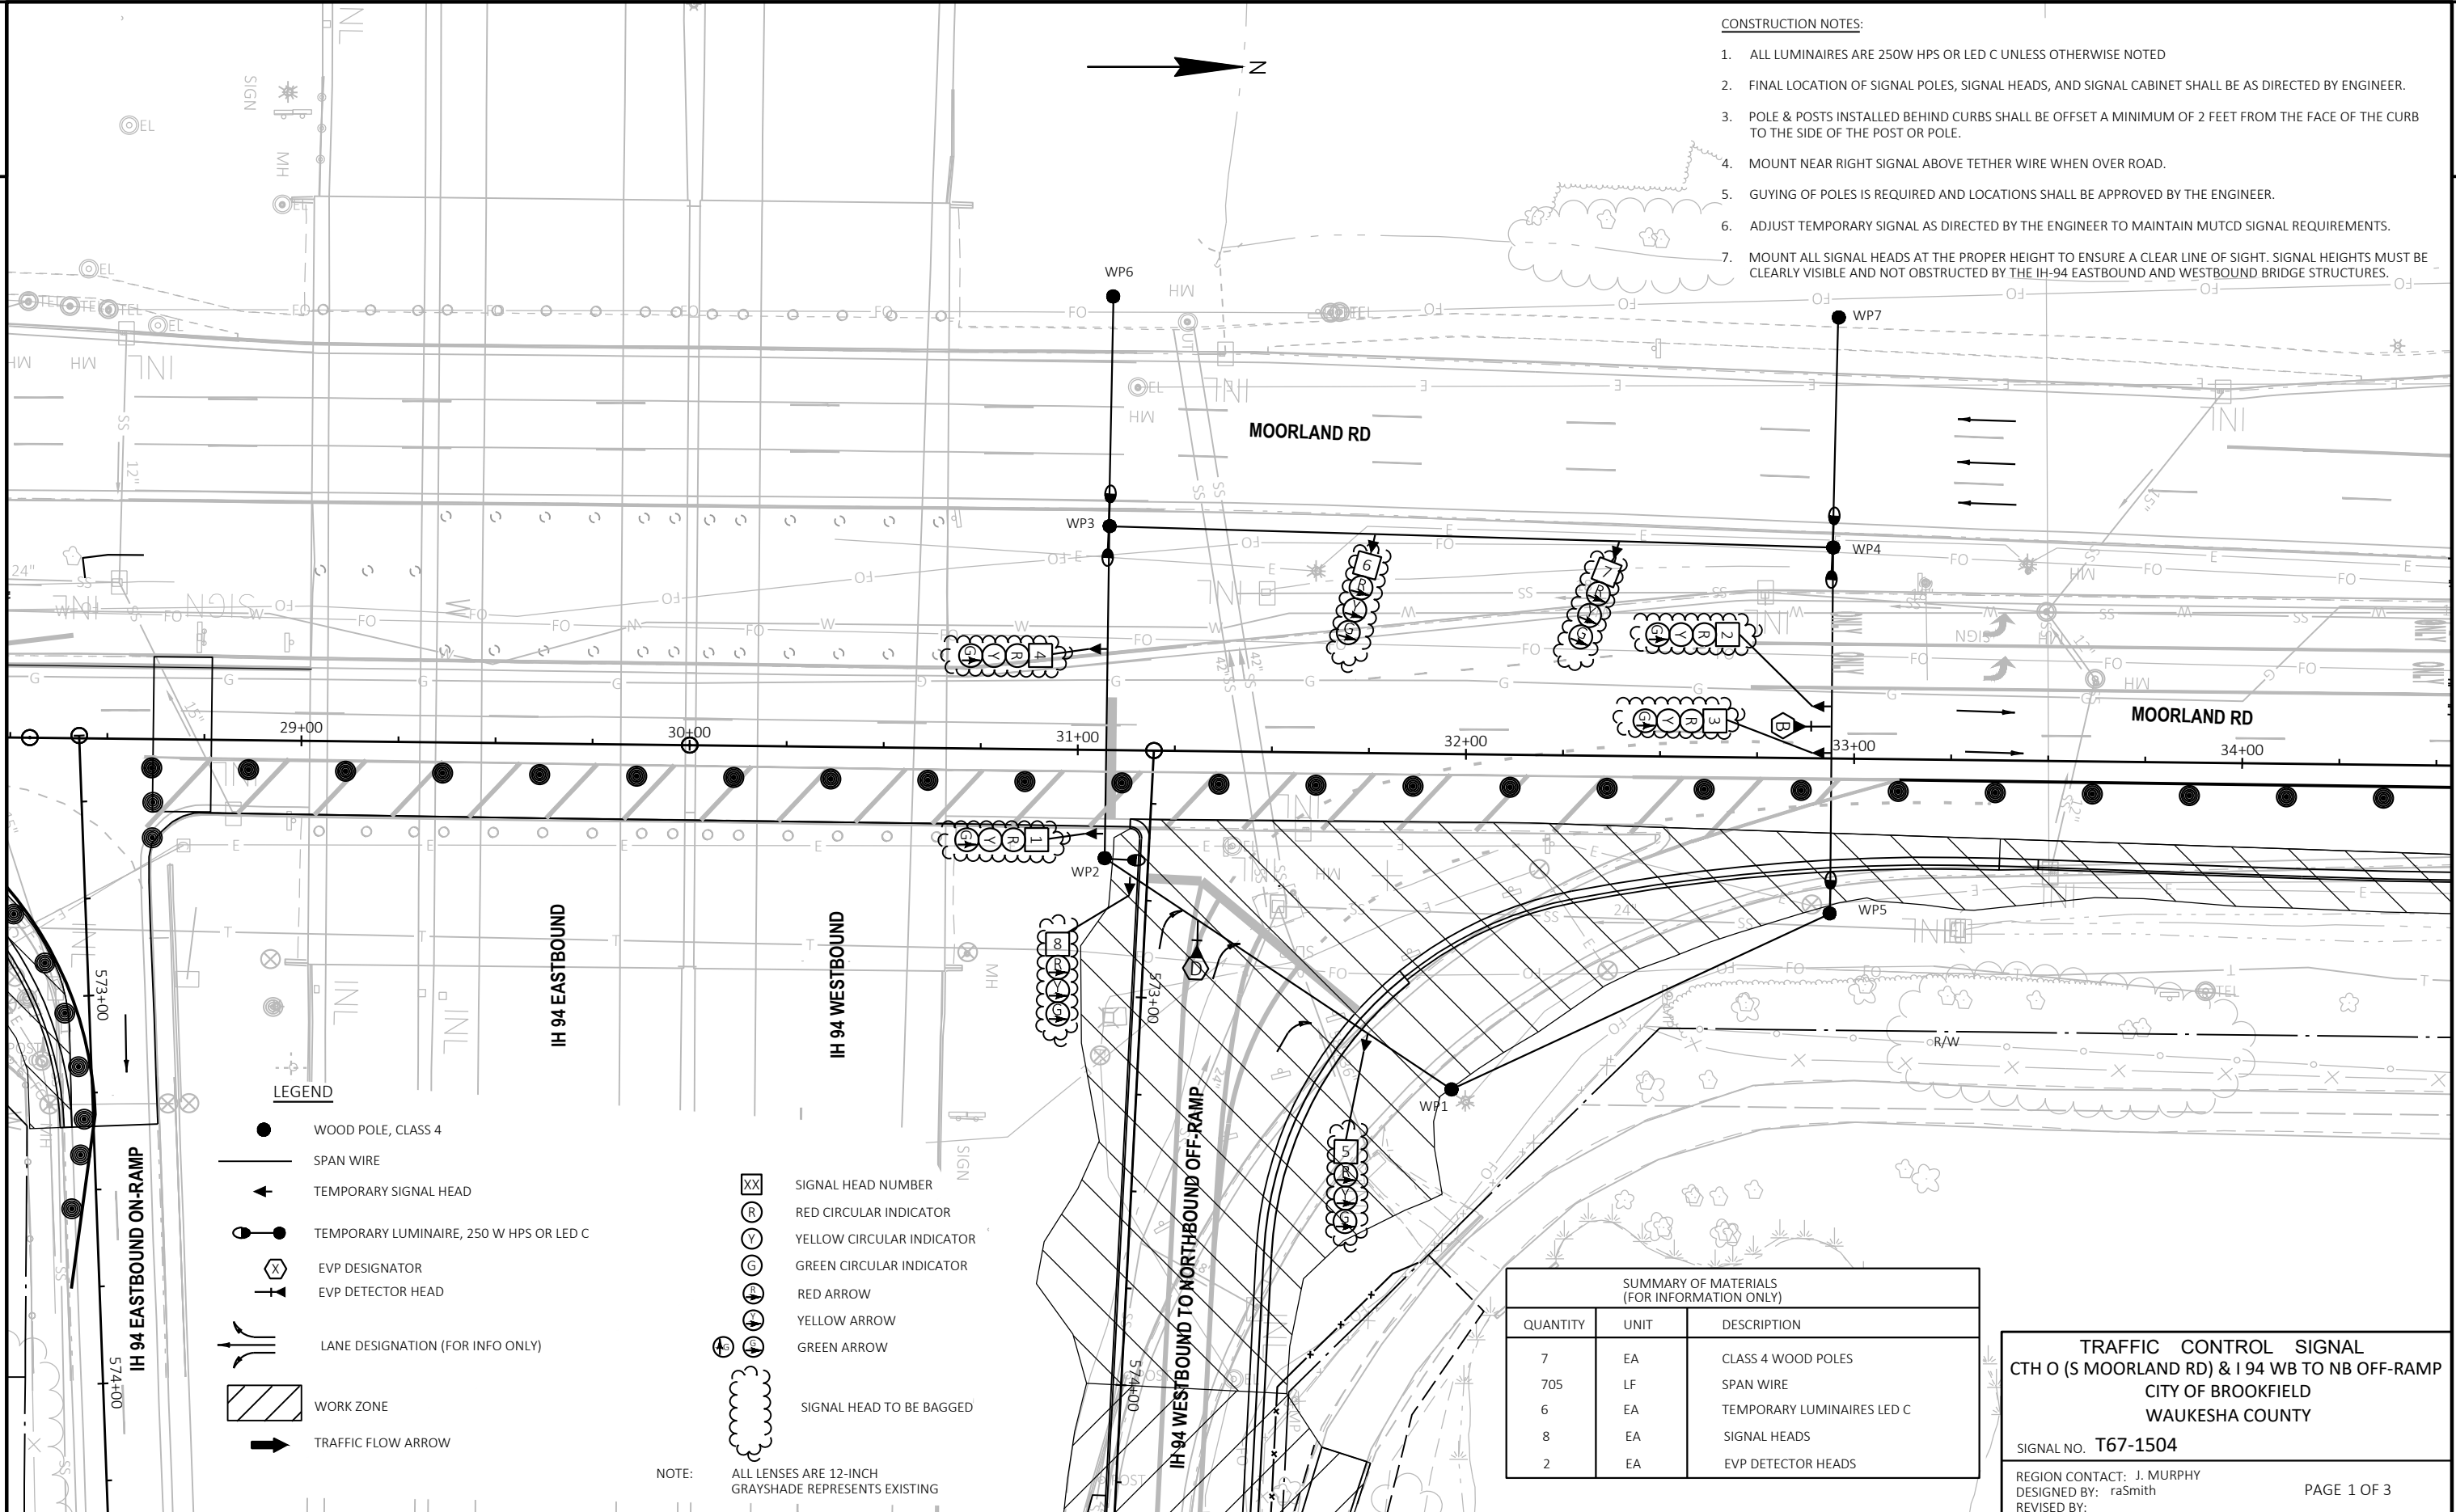 CONSTRUCTION NOTES:
1. ALL LUMINAIRES ARE 250W HPS OR LED C UNLESS OTHERWISE NOTED
2. FINAL LOCATION OF SIGNAL POLES, SIGNAL HEADS, AND SIGNAL CABINET SHALL BE AS DIRECTED BY ENGINEER.
3. POLE & POSTS INSTALLED BEHIND CURBS SHALL BE OFFSET A MINIMUM OF 2 FEET FROM THE FACE OF THE CURB
TO THE SIDE OF THE POST OR POLE.
4. MOUNT NEAR RIGHT SIGNAL ABOVE TETHER WIRE WHEN OVER ROAD.
5. GUYING OF POLES IS REQUIRED AND LOCATIONS SHALL BE APPROVED BY THE ENGINEER.
6. ADJUST TEMPORARY SIGNAL AS DIRECTED BY THE ENGINEER TO MAINTAIN MUTCD SIGNAL REQUIREMENTS.
7. MOUNT ALL SIGNAL HEADS AT THE PROPER HEIGHT TO ENSURE A CLEAR LINE OF SIGHT. SIGNAL HEIGHTS MUST BE
CLEARLY VISIBLE AND NOT OBSTRUCTED BY THE IH-94 EASTBOUND AND WESTBOUND BRIDGE STRUCTURES.
N
WP6
WP7
MOORLAND RD
WP3
WP4
6 R Y G
7 R Y G
G Y R 2
G Y R 4
G Y R 3
B
MOORLAND RD
29+00
30+00
31+00
32+00
33+00
34+00
G Y R 1
WP2
WP5
8 R Y G
D
573+00
573+00
IH 94 EASTBOUND
IH 94 WESTBOUND
R/W
WP1
5 R Y G
IH 94 EASTBOUND ON-RAMP
574+00
IH 94 WESTBOUND TO NORTHBOUND OFF-RAMP
574+00
LEGEND
WOOD POLE, CLASS 4
SPAN WIRE
TEMPORARY SIGNAL HEAD
TEMPORARY LUMINAIRE, 250 W HPS OR LED C
X EVP DESIGNATOR
EVP DETECTOR HEAD
LANE DESIGNATION (FOR INFO ONLY)
WORK ZONE
TRAFFIC FLOW ARROW
XX SIGNAL HEAD NUMBER
R RED CIRCULAR INDICATOR
Y YELLOW CIRCULAR INDICATOR
G GREEN CIRCULAR INDICATOR
R RED ARROW
Y YELLOW ARROW
G G GREEN ARROW
SIGNAL HEAD TO BE BAGGED
NOTE: ALL LENSES ARE 12-INCH
GRAYSHADE REPRESENTS EXISTING
SUMMARY OF MATERIALS
(FOR INFORMATION ONLY)
QUANTITY UNIT DESCRIPTION
7 EA CLASS 4 WOOD POLES
705 LF SPAN WIRE
6 EA TEMPORARY LUMINAIRES LED C
8 EA SIGNAL HEADS
2 EA EVP DETECTOR HEADS
TRAFFIC CONTROL SIGNAL
CTH O (S MOORLAND RD) & I 94 WB TO NB OFF-RAMP
CITY OF BROOKFIELD
WAUKESHA COUNTY
SIGNAL NO. T67-1504
REGION CONTACT: J. MURPHY
DESIGNED BY: raSmith
PAGE 1 OF 3
REVISED BY: